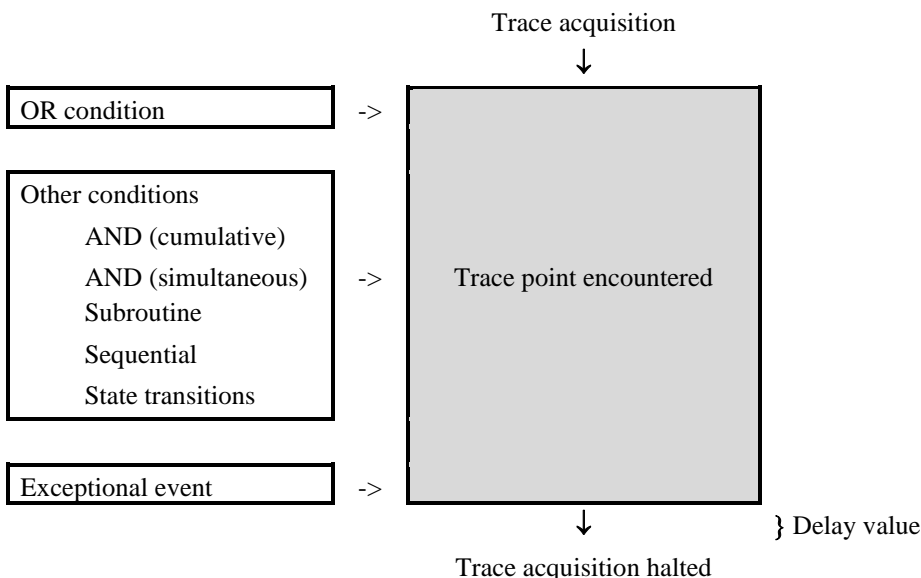 Trace acquisition
↓
OR condition ->
Other conditions
AND (cumulative)
AND (simultaneous) -> Trace point encountered
Subroutine
Sequential
State transitions
Exceptional event ->
↓ } Delay value
Trace acquisition halted